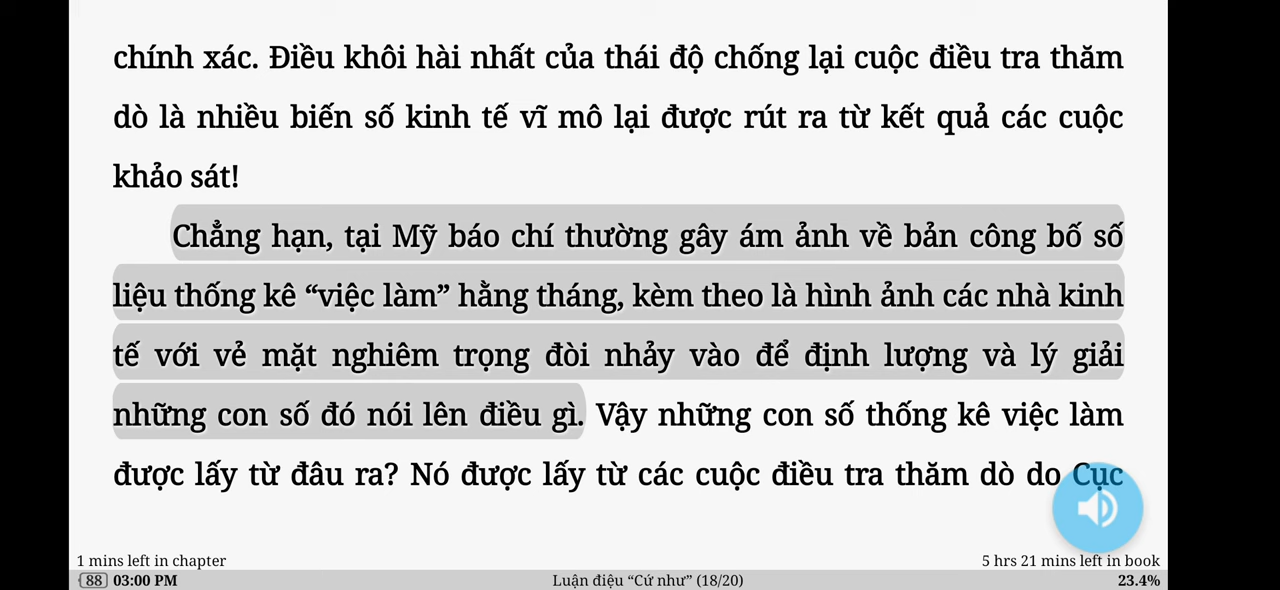 chính xác. Điều khôi hài nhất của thái độ chống lại cuộc điều tra thăm
dò là nhiều biến số kinh tế vĩ mô lại được rút ra từ kết quả các cuộc
khảo sát!
Chẳng hạn, tại Mỹ báo chí thường gây ám ảnh về bản công bố số
liệu thống kê “việc làm” hằng tháng, kèm theo là hình ảnh các nhà kinh
tế với vẻ mặt nghiêm trọng đòi nhảy vào để định lượng và lý giải
những con số đó nói lên điều gì. Vậy những con số thống kê việc làm
được lấy từ đâu ra? Nó được lấy từ các cuộc điều tra thăm dò do Cục
1 mins left in chapter 5 hrs 21 mins left in book
88 03:00 PM Luận điệu “Cứ như” (18/20) 23.4%